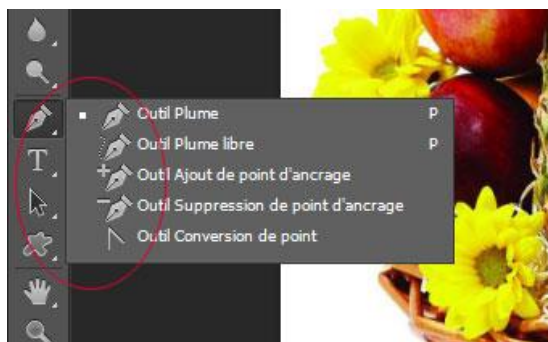 Outil Plume P
Outil Plume libre P
Outil Ajout de point d'ancrage
Outil Suppression de point d'ancrage
Outil Conversion de point
T